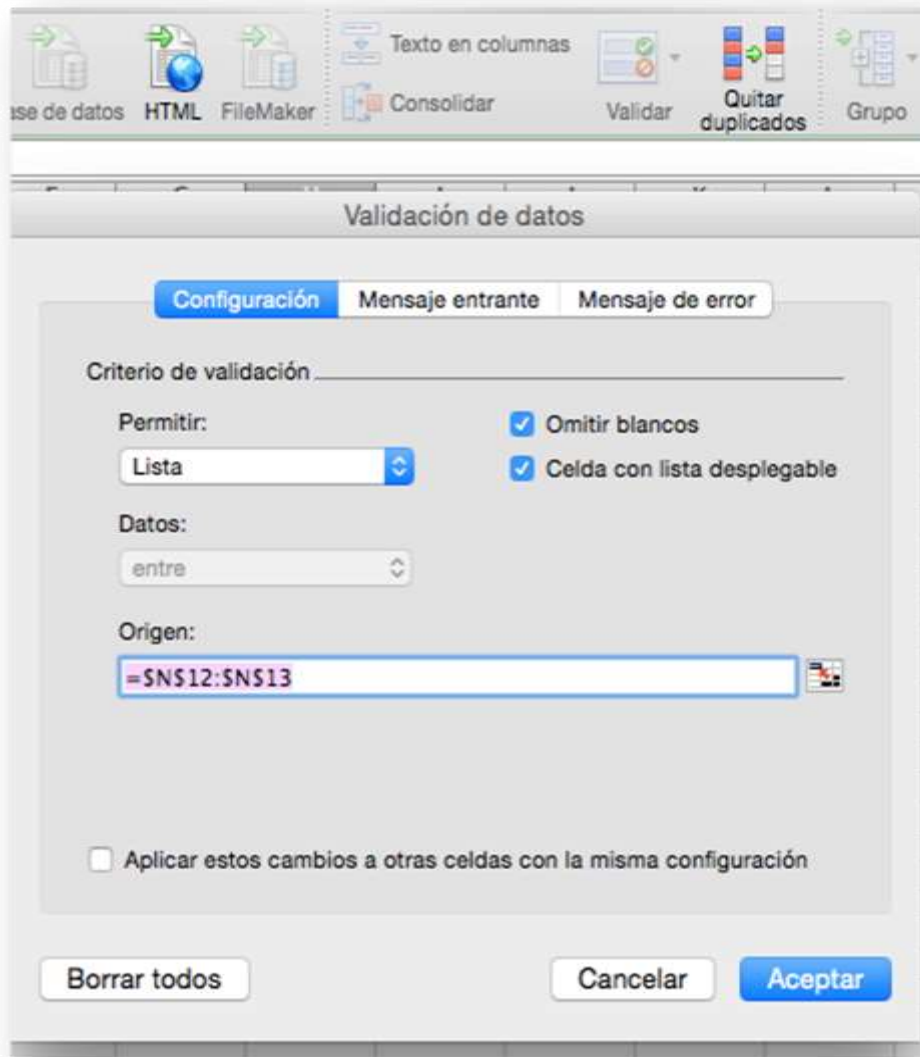 Texto en columnas
ase de datos HTML FileMaker Consolidar Validar Quitar duplicados Grupo
Validación de datos
Configuración Mensaje entrante Mensaje de error
Criterio de validación
Permitir:
Omitir blancos
Lista
Celda con lista desplegable
Datos:
entre
Origen:
=$N$12:$N$13
Aplicar estos cambios a otras celdas con la misma configuración
Borrar todos Cancelar Aceptar